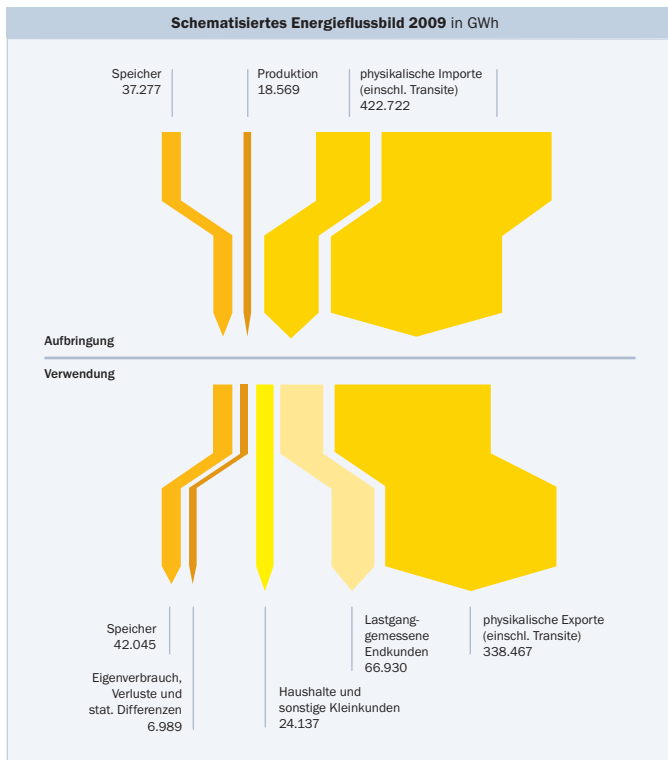 Schematisiertes Energieflussbild 2009 in GWh
Speicher
37.277
Produktion
18.569
physikalische Importe
(einschl. Transite)
422.722
Aufbringung
Verwendung
Speicher
42.045
Eigenverbrauch,
Verluste und
stat. Differenzen
6.989
Haushalte und
sonstige Kleinkunden
24.137
Lastgang-
gemessene
Endkunden
66.930
physikalische Exporte
(einschl. Transite)
338.467